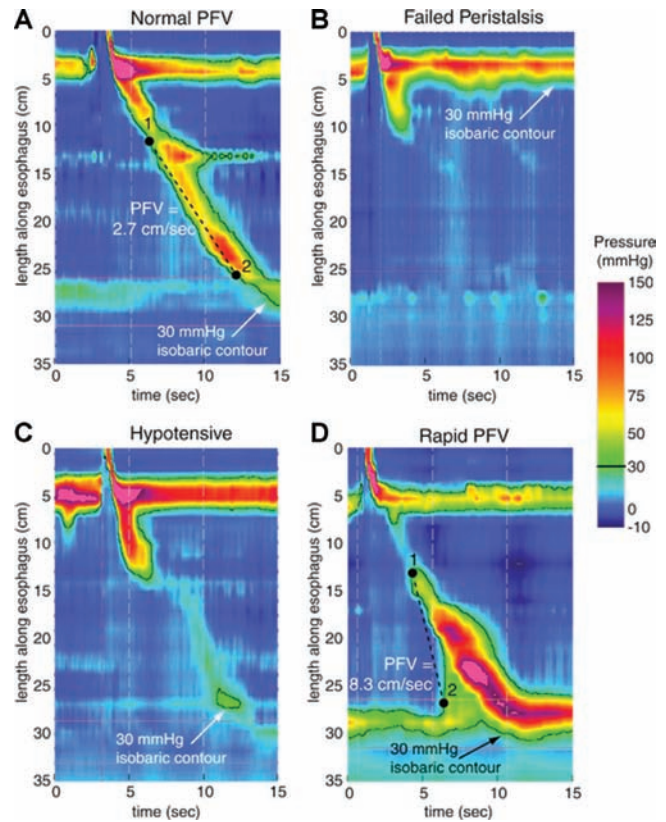 A
Normal PFV
0
5
10
15
20
25
30
35
length along esophagus (cm)
1
2
PFV =
2.7 cm/sec
30 mmHg
isobaric contour
0
5
10
15
time (sec)
B
Failed Peristalsis
0
5
10
15
20
25
30
35
length along esophagus (cm)
30 mmHg
isobaric contour
0
5
10
15
time (sec)
Pressure
(mmHg)
150
125
100
75
50
30
0
-10
C
Hypotensive
0
5
10
15
20
25
30
35
length along esophagus (cm)
30 mmHg
isobaric contour
0
5
10
15
time (sec)
D
Rapid PFV
0
5
10
15
20
25
30
35
length along esophagus (cm)
1
2
PFV =
8.3 cm/sec
30 mmHg
isobaric contour
0
5
10
15
time (sec)